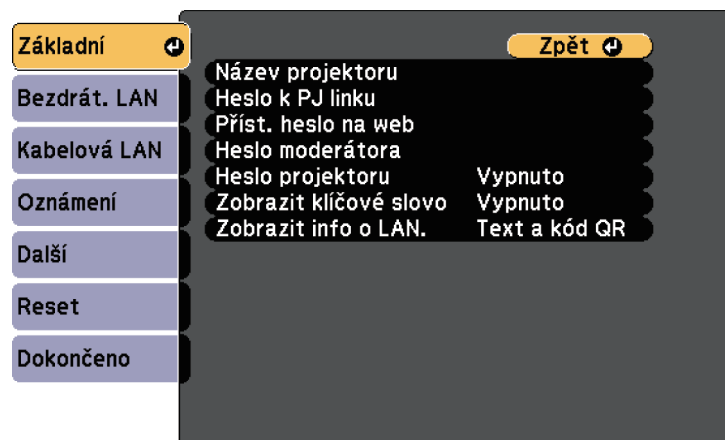 Základní
Bezdrát. LAN
Kabelová LAN
Oznámení
Další
Reset
Dokončeno
Zpět
Název projektoru
Heslo k PJ linku
Příst. heslo na web
Heslo moderátora
Heslo projektoru Vypnuto
Zobrazit klíčové slovo Vypnuto
Zobrazit info o LAN. Text a kód QR